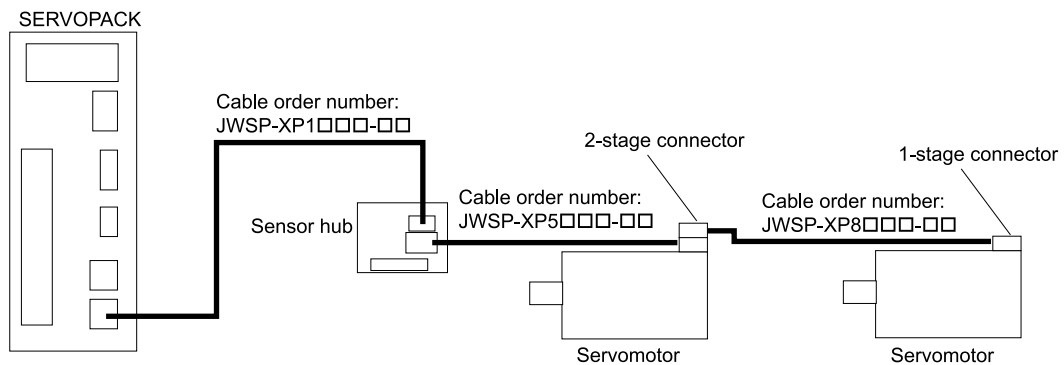 SERVOPACK
Cable order number:
JWSP-XP1□□□-□□
2-stage connector
1-stage connector
Sensor hub
Cable order number:
JWSP-XP5□□□-□□
Cable order number:
JWSP-XP8□□□-□□
Servomotor
Servomotor